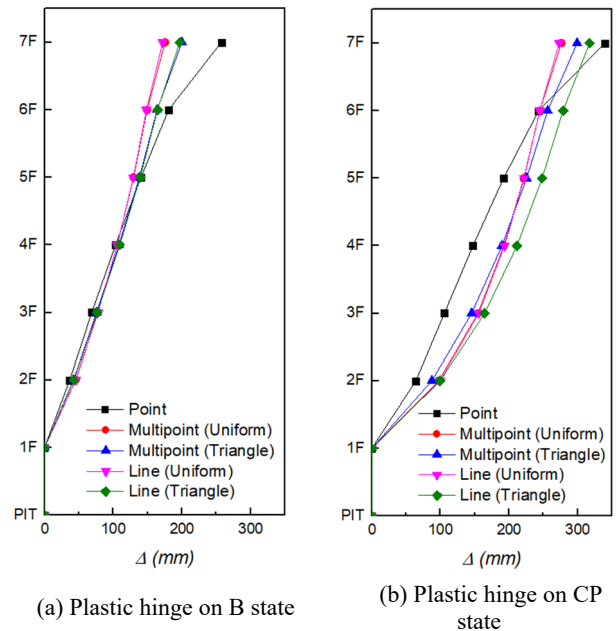 7F
6F
5F
4F
3F
2F
1F
PIT
Point
Multipoint (Uniform)
Multipoint (Triangle)
Line (Uniform)
Line (Triangle)
0 100 200 300
Δ (mm)
(a) Plastic hinge on B state
7F
6F
5F
4F
3F
2F
1F
PIT
Point
Multipoint (Uniform)
Multipoint (Triangle)
Line (Uniform)
Line (Triangle)
0 100 200 300
Δ (mm)
(b) Plastic hinge on CP
state